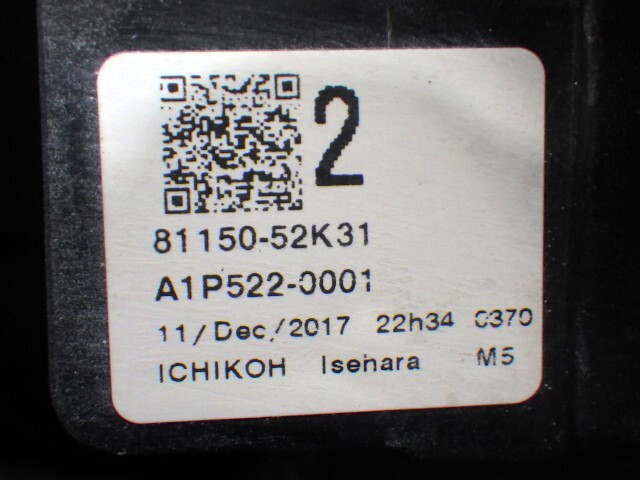 2
81150-52K31
A1P522-0001
11/Dec/2017 22h34 0370
ICHIKOH Isehara M5